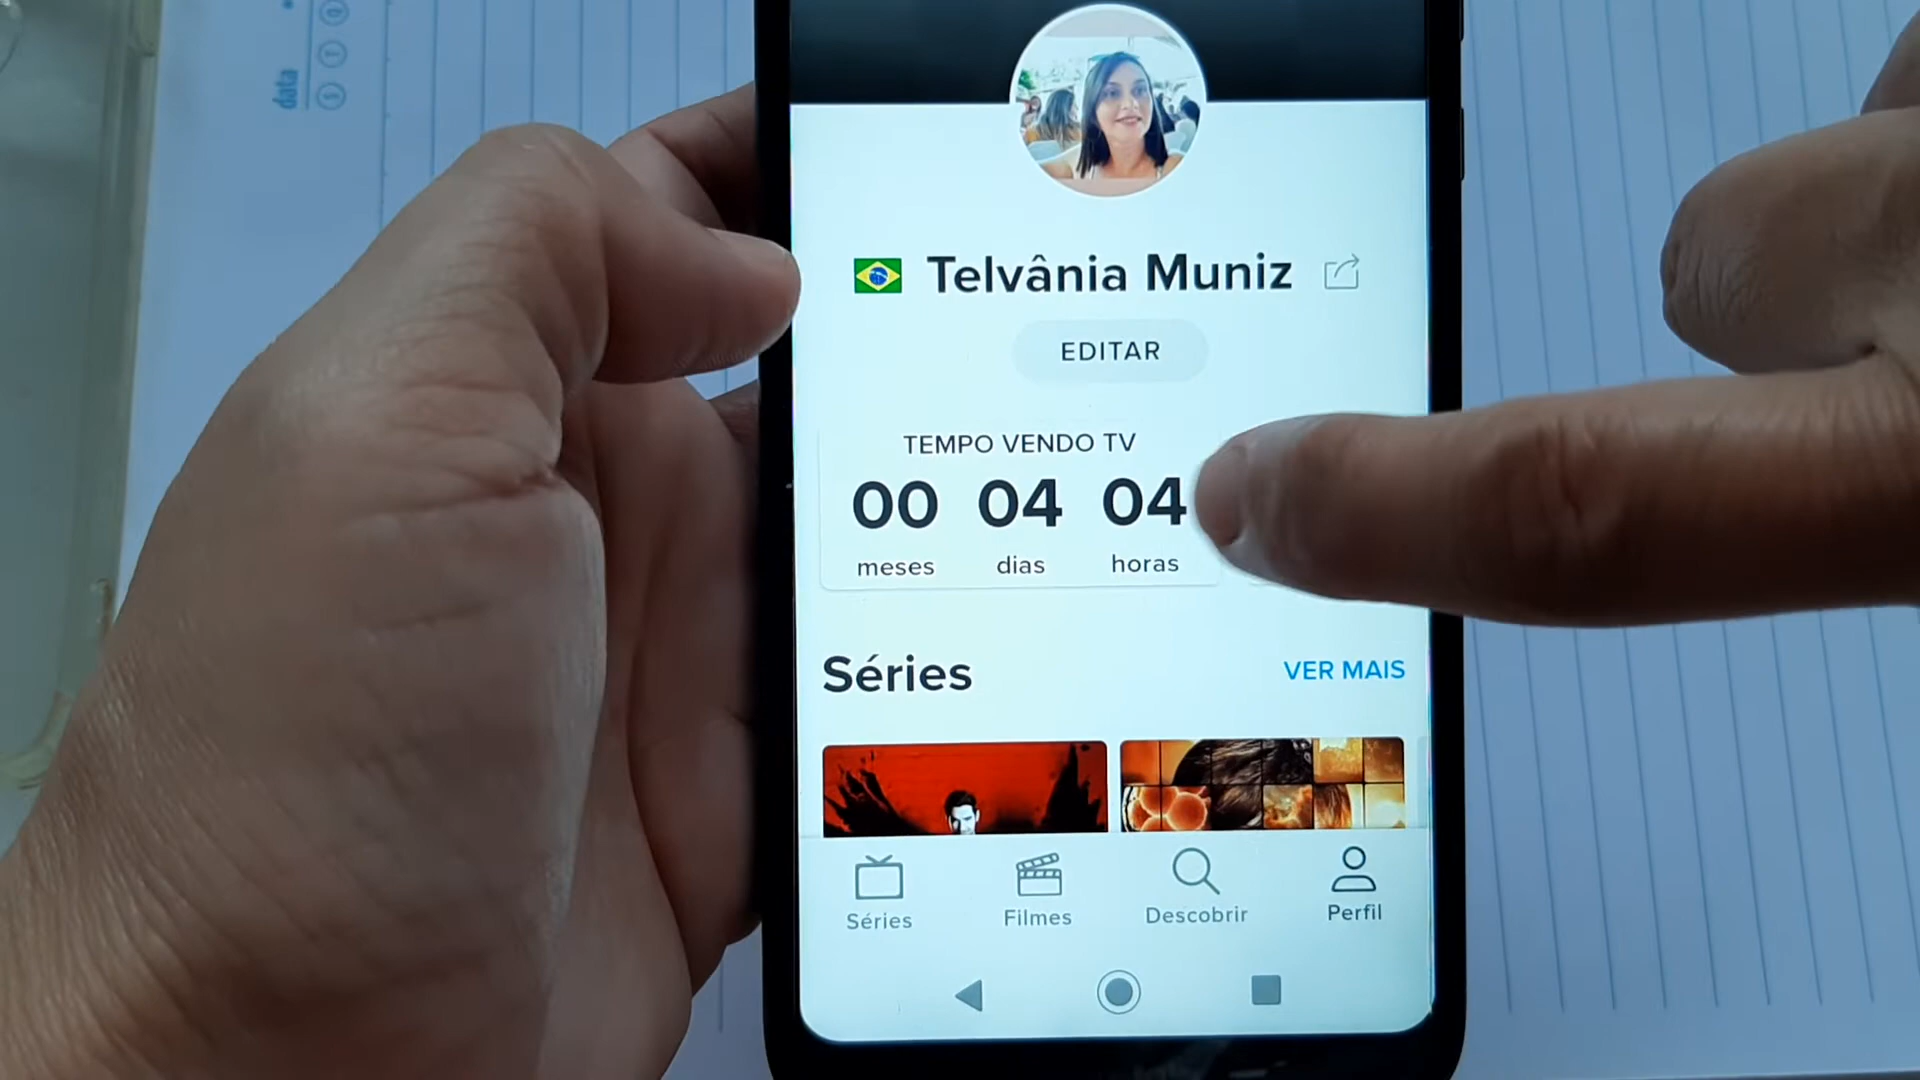 data
Telvânia Muniz
EDITAR
TEMPO VENDO TV
00 04 04
meses dias horas
Séries VER MAIS
Séries Filmes Descobrir Perfil